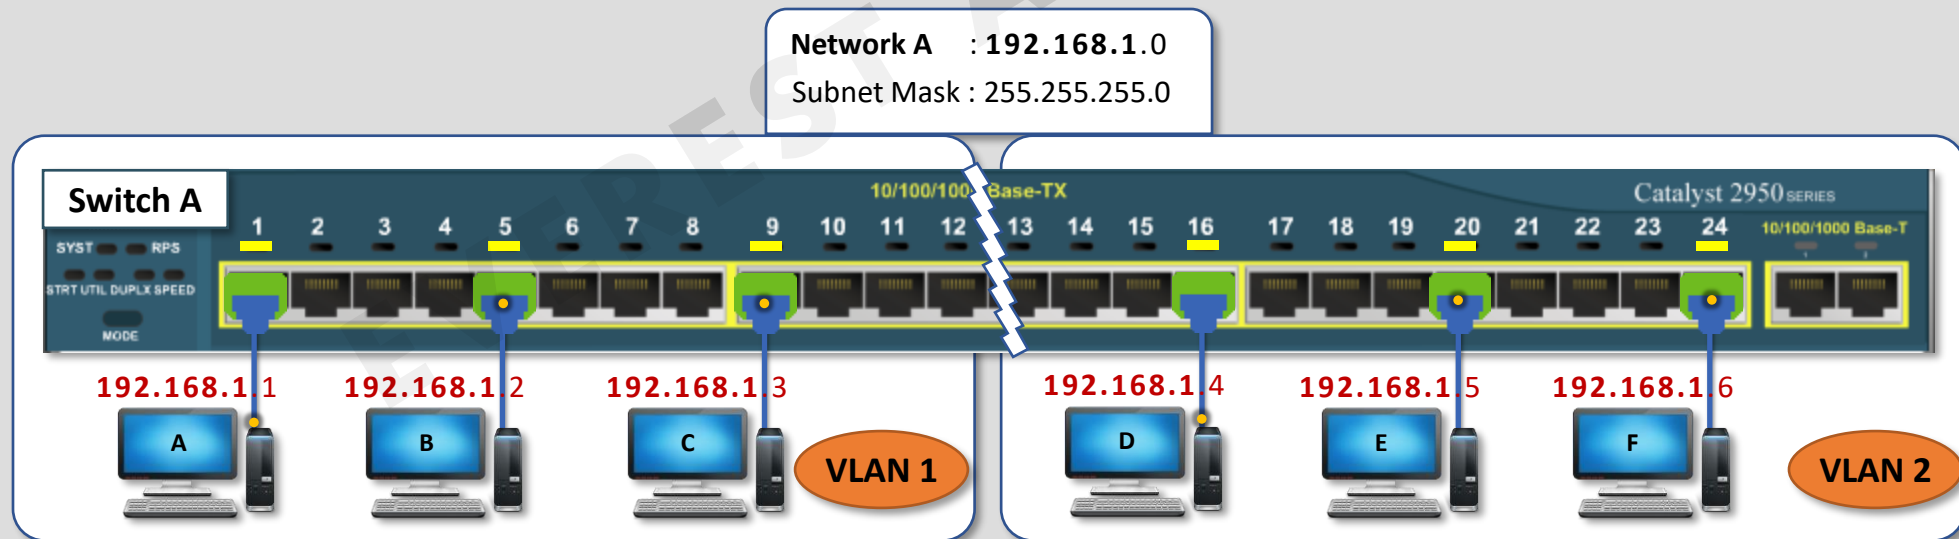 Network A : 192.168.1.0
Subnet Mask : 255.255.255.0
Switch A
10/100/100 Base-TX
Catalyst 2950 SERIES
1 2 3 4 5 6 7 8 9 10 11 12 13 14 15 16 17 18 19 20 21 22 23 24
10/100/1000 Base-T
SYST RPS
1 2
STRT UTIL DUPLX SPEED
MODE
192.168.1.1 192.168.1.2 192.168.1.3 192.168.1.4 192.168.1.5 192.168.1.6
A B C D E F
VLAN 1 VLAN 2
EVEREST A